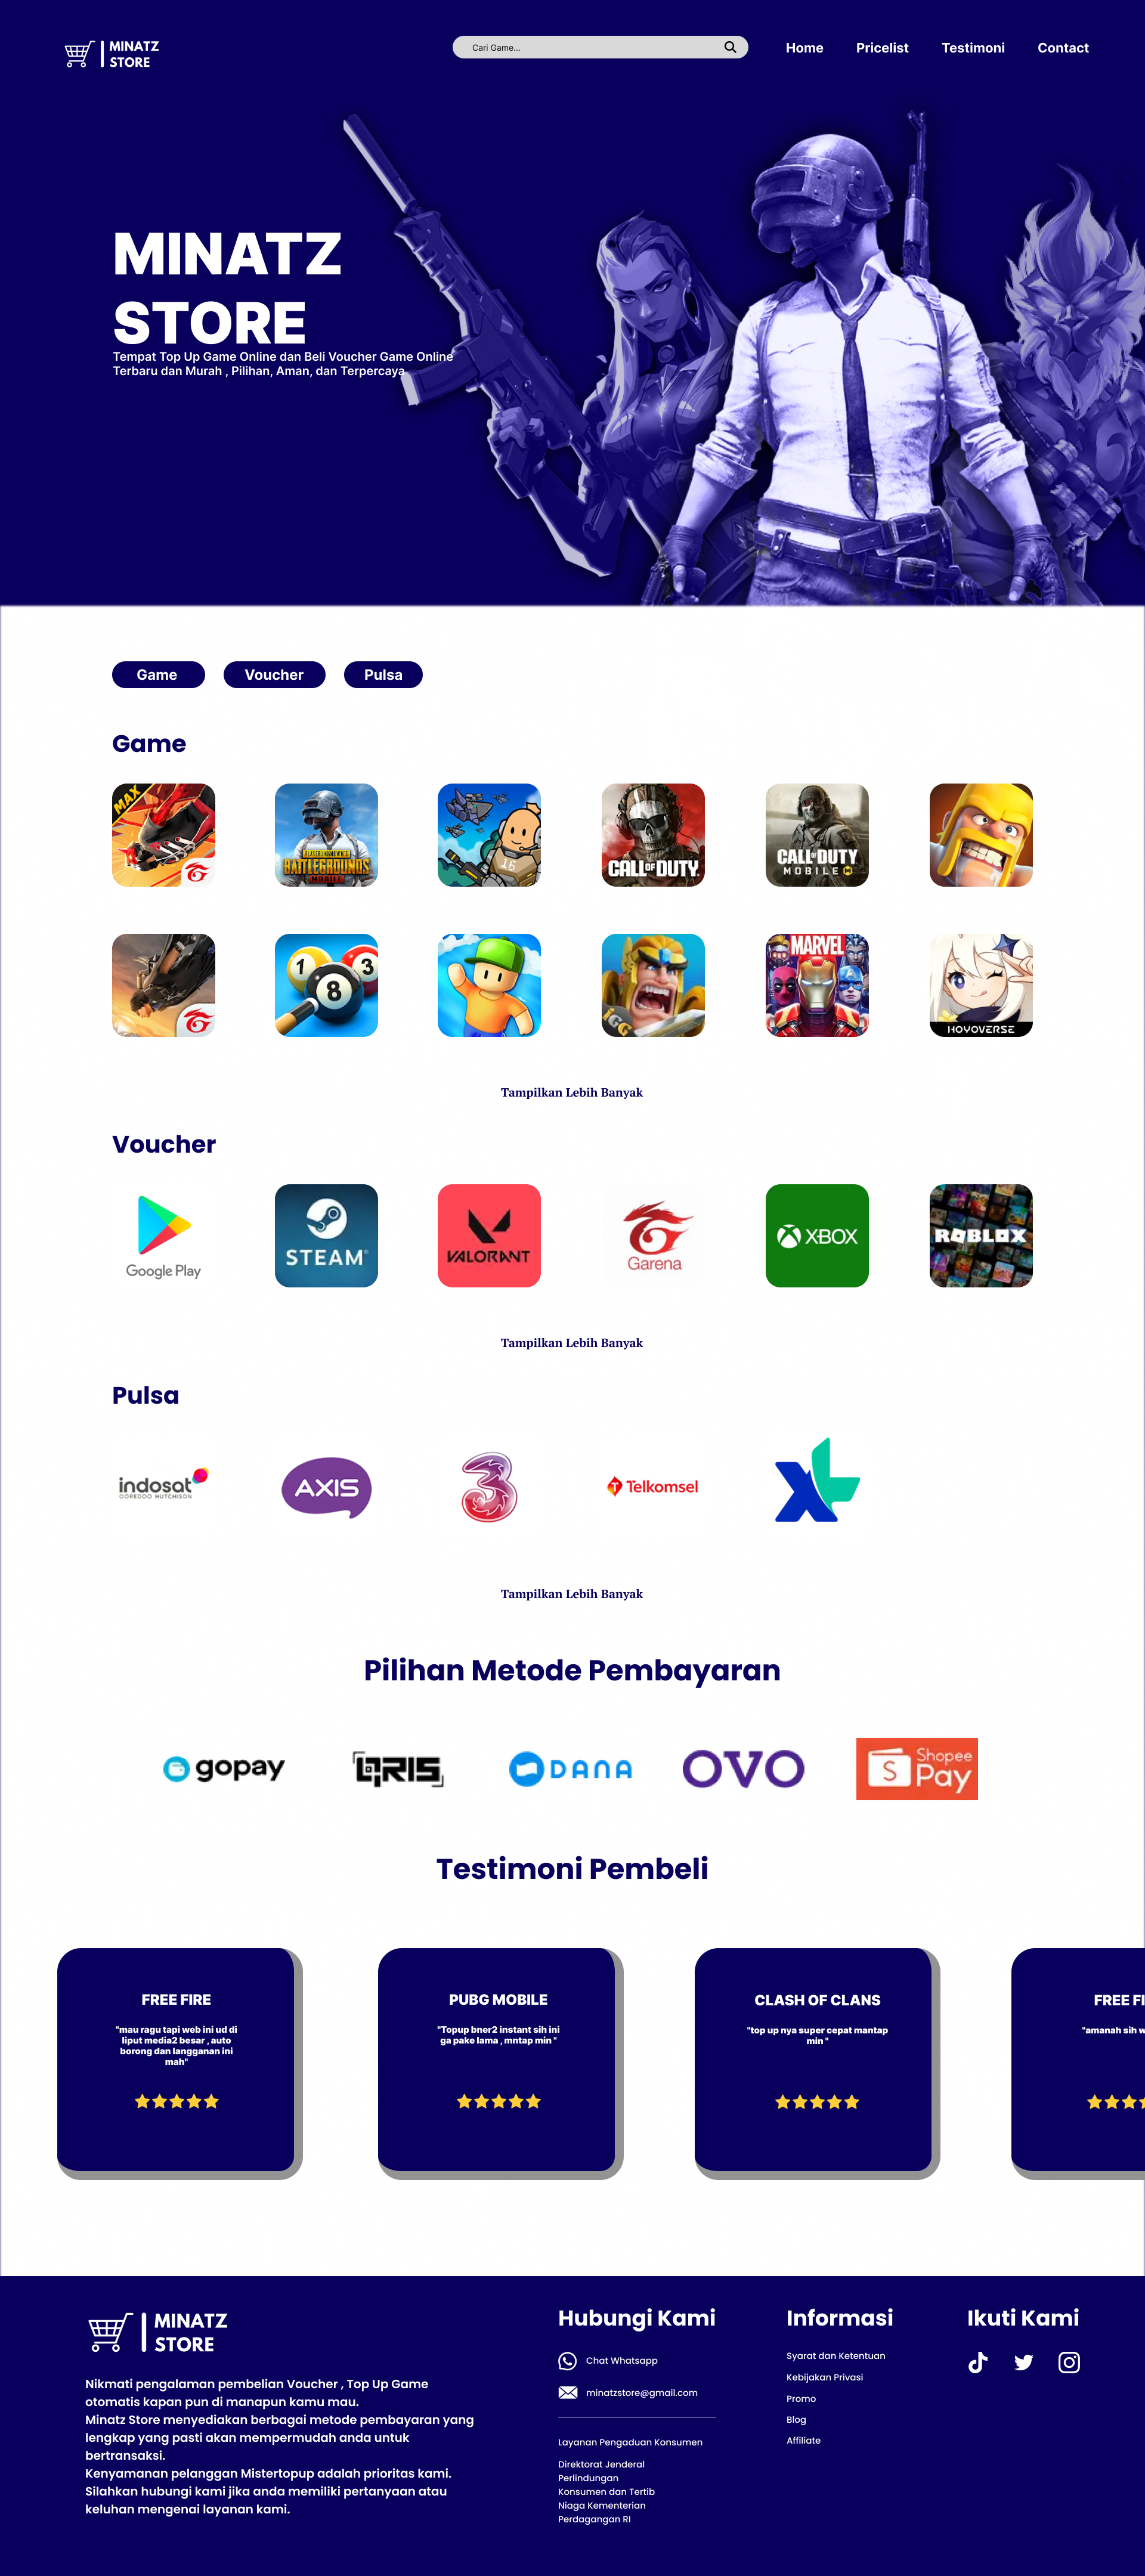 MINATZ
STORE
Cari Game...
Home
Pricelist
Testimoni
Contact
MINATZ
STORE
Tempat Top Up Game Online dan Beli Voucher Game Online
Terbaru dan Murah , Pilihan, Aman, dan Terpercaya
Game
Voucher
Pulsa
Game
MAX
BATTLEGROUNDS
MOBILE
15
CALL OF DUTY
CALL OF DUTY
MOBILE
1
3
8
IGG
MARVEL
HOYOVERSE
Tampilkan Lebih Banyak
Voucher
Google Play
STEAM
VALORANT
Garena
XBOX
ROBLOX
Tampilkan Lebih Banyak
Pulsa
indosat
OOREDOO HUTCHISON
AXIS
3
Telkomsel
XL
Tampilkan Lebih Banyak
Pilihan Metode Pembayaran
gopay
QRIS
DANA
OVO
S Shopee
Pay
Testimoni Pembeli
FREE FIRE
"mau ragu tapi web ini ud di
liput media2 besar , auto
borong dan langganan ini
mah"
PUBG MOBILE
"Topup bner2 instant sih ini
ga pake lama , mntap min "
CLASH OF CLANS
"top up nya super cepat mantap
min "
FREE FI
"amanah sih w
MINATZ
STORE
Nikmati pengalaman pembelian Voucher , Top Up Game
otomatis kapan pun di manapun kamu mau.
Minatz Store menyediakan berbagai metode pembayaran yang
lengkap yang pasti akan mempermudah anda untuk
bertransaksi.
Kenyamanan pelanggan Mistertopup adalah prioritas kami.
Silahkan hubungi kami jika anda memiliki pertanyaan atau
keluhan mengenai layanan kami.
Hubungi Kami
Chat Whatsapp
minatzstore@gmail.com
Layanan Pengaduan Konsumen
Direktorat Jenderal
Perlindungan
Konsumen dan Tertib
Niaga Kementerian
Perdagangan RI
Informasi
Syarat dan Ketentuan
Kebijakan Privasi
Promo
Blog
Affiliate
Ikuti Kami